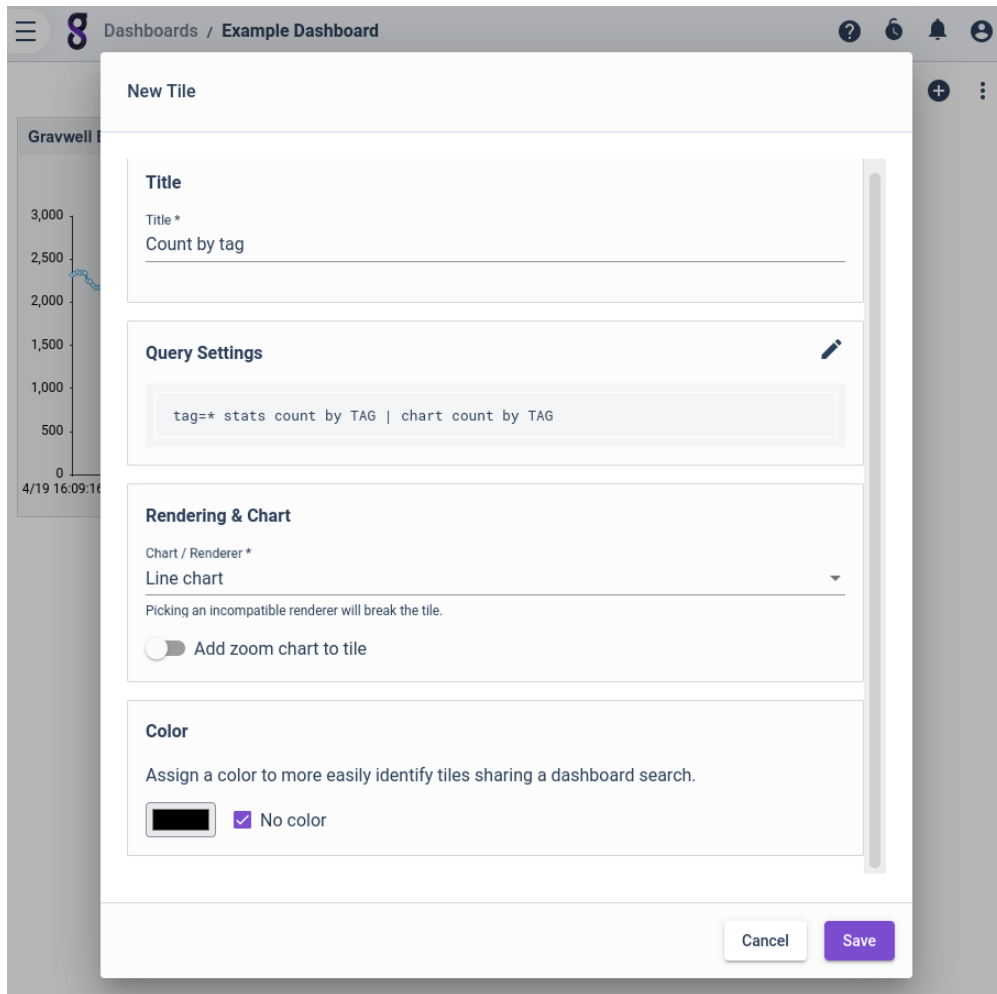 Dashboards / Example Dashboard
New Tile
Gravwell
3,000
2,500
2,000
1,500
1,000
500
0
4/19 16:09:16
Title
Title *
Count by tag
Query Settings
tag=* stats count by TAG | chart count by TAG
Rendering & Chart
Chart / Renderer *
Line chart
Picking an incompatible renderer will break the tile.
Add zoom chart to tile
Color
Assign a color to more easily identify tiles sharing a dashboard search.
No color
Cancel
Save